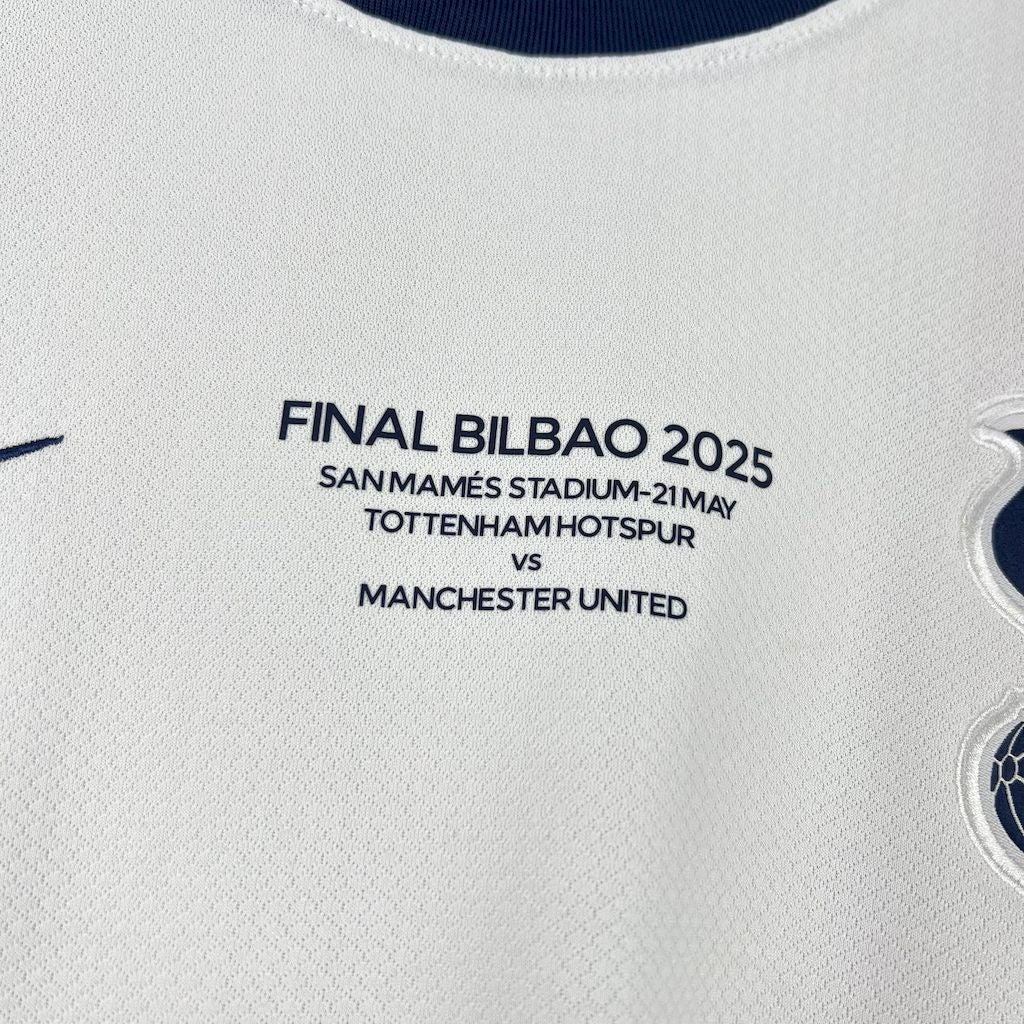 FINAL BILBAO 2025
SAN MAMÉS STADIUM-21 MAY
TOTTENHAM HOTSPUR
VS
MANCHESTER UNITED